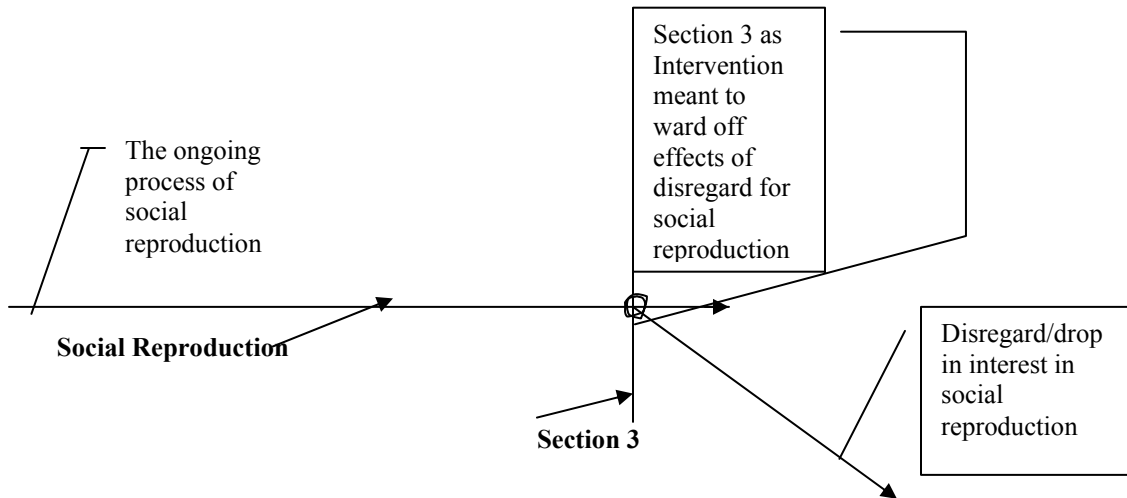 Section 3 as
Intervention
meant to
ward off
effects of
disregard for
social
reproduction
The ongoing
process of
social
reproduction
Social Reproduction
Section 3
Disregard/drop
in interest in
social
reproduction